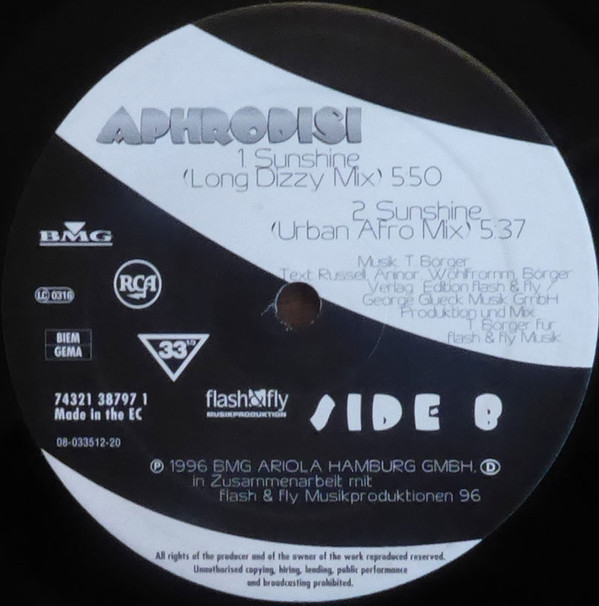 APHRODISI
1 Sunshine
(Long Dizzy Mix) 5:50
2 Sunshine
(Urban Afro Mix) 5:37
Musik: T. Börger
Text: Russell, Aninor, Wohlfromm, Börger
Verlag: Edition flash & fly /
George Glueck Musik GmbH
Produktion und Mix:
T. Börger für
flash & fly Musik
BMG
RCA
LC 0316
BIEM
GEMA
33 1/3
74321 38797 1
Made in the EC
08-033512-20
flash&fly
MUSIKPRODUKTION
SIDE B
Ⓟ 1996 BMG ARIOLA HAMBURG GMBH. Ⓓ
in Zusammenarbeit mit
flash & fly Musikproduktionen 96
All rights of the producer and of the owner of the work reproduced reserved.
Unauthorised copying, hiring, lending, public performance
and broadcasting prohibited.